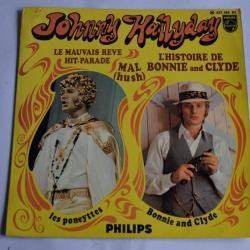 Johnny Hallyday
LE MAUVAIS REVE
HIT-PARADE
MAL
(hush)
L'HISTOIRE DE
BONNIE and CLYDE
les poneyttes
Bonnie and Clyde
PHILIPS